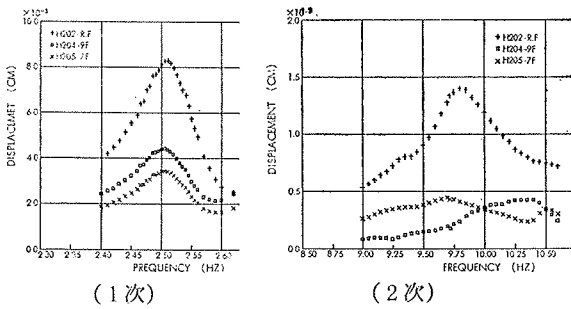 ×10⁻³
10.0
8.0
6.0
4.0
2.0
0.0
DISPLACEMET (CM)
+ H202-R.F
□ H204-9F
× H205-7F
2.30 2.35 2.40 2.45 2.50 2.55 2.60
PREQUENCY (HZ)
(1次)
2.0
1.5
1.0
0.5
0.0
DISPLACEMENT (CM)
+ H202-R.F
□ H204-9F
× H205-7F
8.50 8.75 9.00 9.25 9.50 9.75 10.00 10.25 10.50
FREQUENCY (HZ)
(2次)